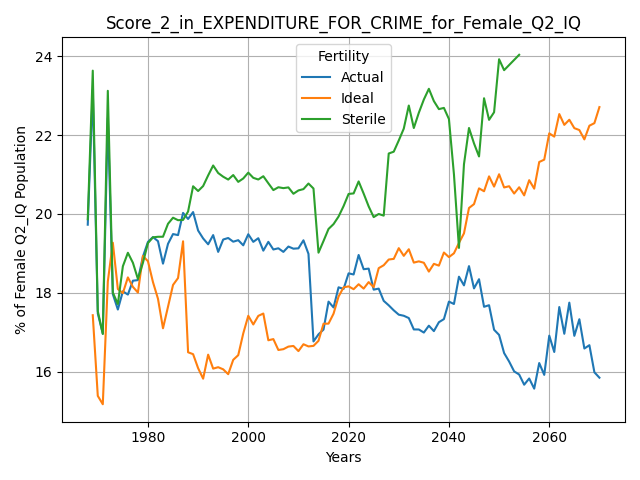 Score_2_in_EXPENDITURE_FOR_CRIME_for_Female_Q2_IQ
Fertility
Actual
Ideal
Sterile
% of Female Q2_IQ Population
24
22
20
18
16
1980
2000
2020
2040
2060
Years